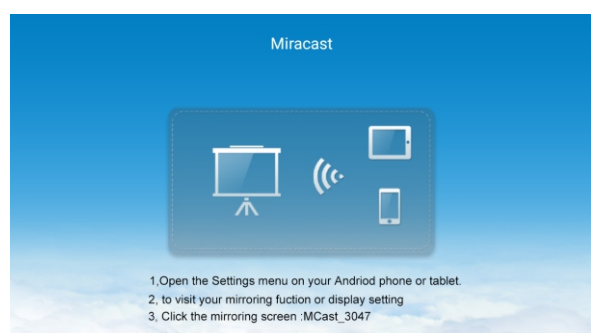 Miracast
1,Open the Settings menu on your Andriod phone or tablet.
2, to visit your mirroring fuction or display setting
3, Click the mirroring screen :MCast_3047